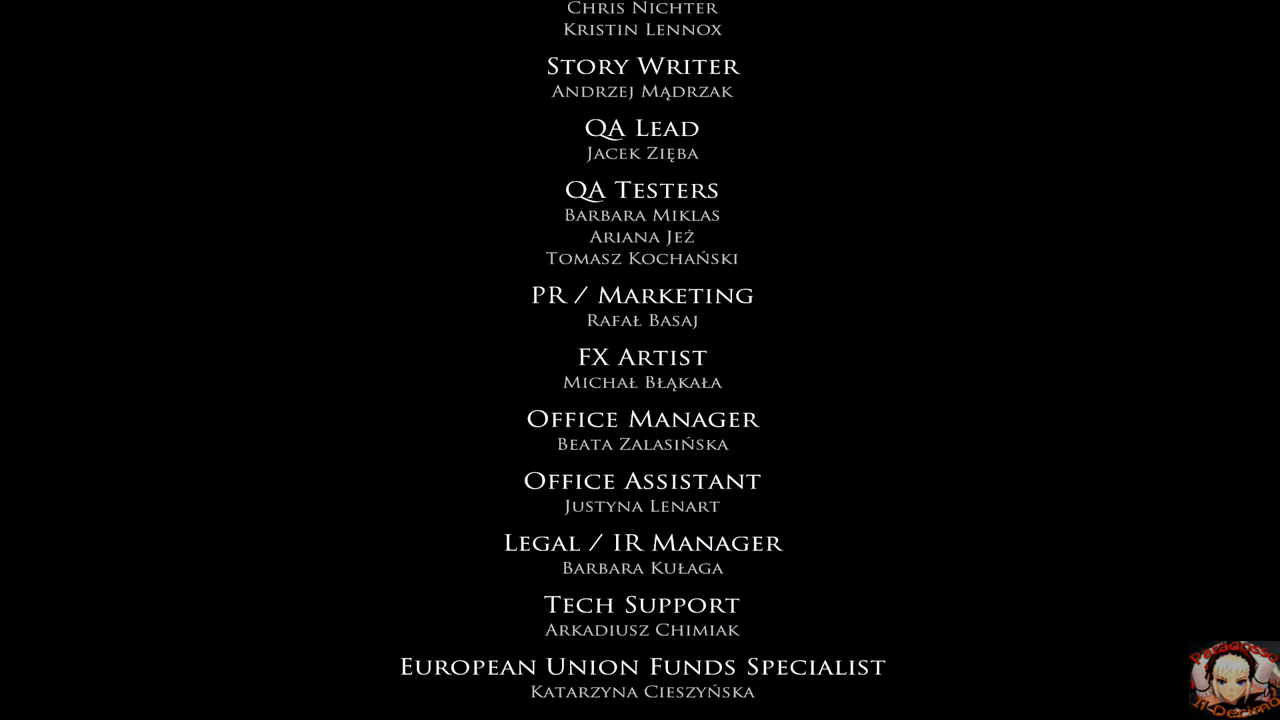 Chris Nichter
Kristin Lennox
Story Writer
Andrzej Mądrzak
QA Lead
Jacek Zięba
QA Testers
Barbara Miklas
Ariana Jeż
Tomasz Kochański
PR / Marketing
Rafał Basaj
FX Artist
Michał Błąkała
Office Manager
Beata Zalasińska
Office Assistant
Justyna Lenart
Legal / IR Manager
Barbara Kułaga
Tech Support
Arkadiusz Chimiak
European Union Funds Specialist
Katarzyna Cieszyńska